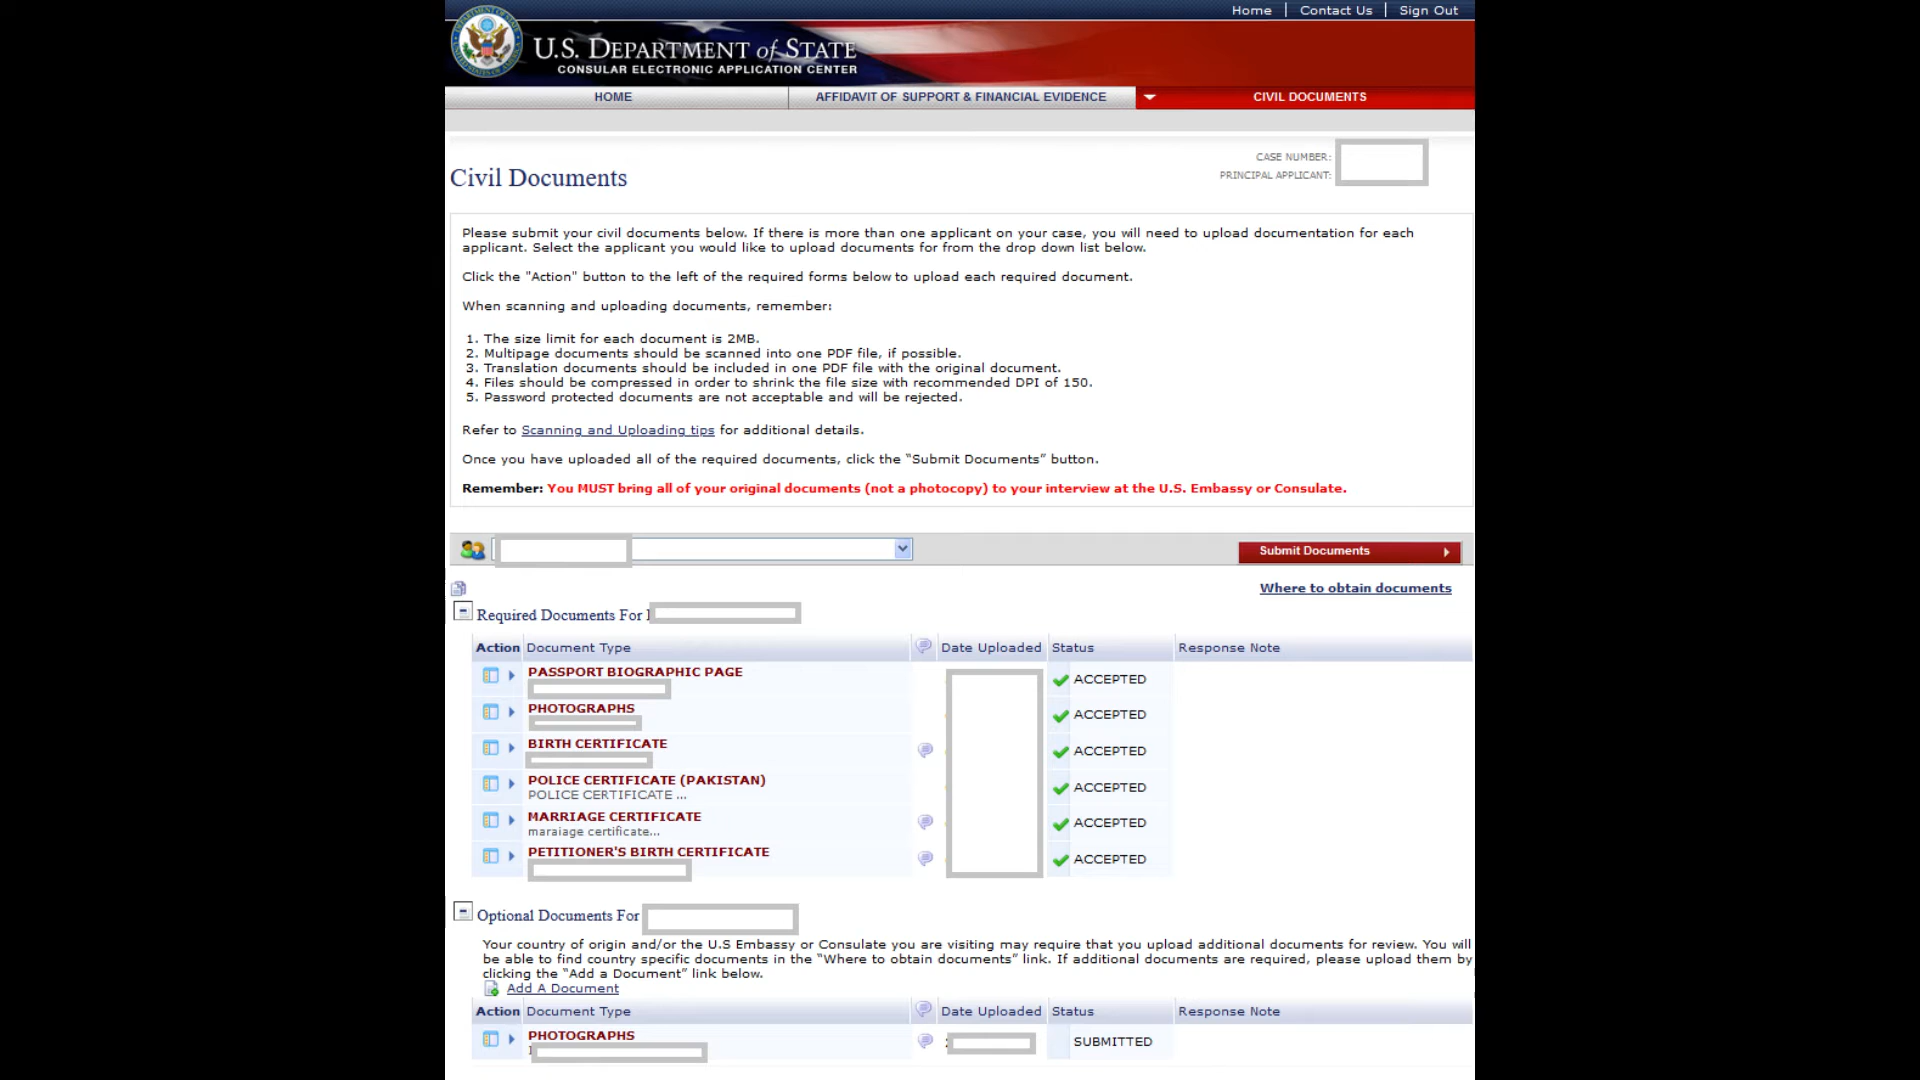 Home | Contact Us | Sign Out
U.S. DEPARTMENT of STATE
CONSULAR ELECTRONIC APPLICATION CENTER
HOME AFFIDAVIT OF SUPPORT & FINANCIAL EVIDENCE CIVIL DOCUMENTS
CASE NUMBER:
Civil Documents
PRINCIPAL APPLICANT:
Please submit your civil documents below. If there is more than one applicant on your case, you will need to upload documentation for each
applicant. Select the applicant you would like to upload documents for from the drop down list below.
Click the "Action" button to the left of the required forms below to upload each required document.
When scanning and uploading documents, remember:
1. The size limit for each document is 2MB.
2. Multipage documents should be scanned into one PDF file, if possible.
3. Translation documents should be included in one PDF file with the original document.
4. Files should be compressed in order to shrink the file size with recommended DPI of 150.
5. Password protected documents are not acceptable and will be rejected.
Refer to Scanning and Uploading tips for additional details.
Once you have uploaded all of the required documents, click the “Submit Documents” button.
Remember: You MUST bring all of your original documents (not a photocopy) to your interview at the U.S. Embassy or Consulate.
Submit Documents
Where to obtain documents
Required Documents For
Action Document Type Date Uploaded Status Response Note
PASSPORT BIOGRAPHIC PAGE ACCEPTED
PHOTOGRAPHS ACCEPTED
BIRTH CERTIFICATE ACCEPTED
POLICE CERTIFICATE (PAKISTAN) ACCEPTED
POLICE CERTIFICATE ...
MARRIAGE CERTIFICATE ACCEPTED
maraiage certificate...
PETITIONER'S BIRTH CERTIFICATE ACCEPTED
Optional Documents For
Your country of origin and/or the U.S Embassy or Consulate you are visiting may require that you upload additional documents for review. You will
be able to find country specific documents in the “Where to obtain documents” link. If additional documents are required, please upload them by
clicking the “Add a Document” link below.
Add A Document
Action Document Type Date Uploaded Status Response Note
PHOTOGRAPHS SUBMITTED